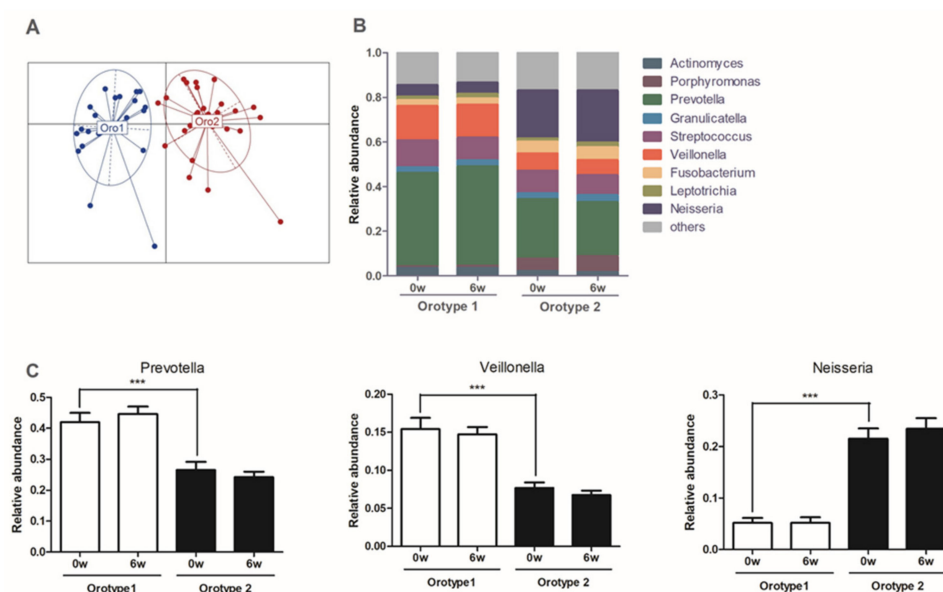 A
Oro1
Oro2
B
Relative abundance
1.0
0.8
0.6
0.4
0.2
0.0
0w
6w
0w
6w
Orotype 1
Orotype 2
Actinomyces
Porphyromonas
Prevotella
Granulicatella
Streptococcus
Veillonella
Fusobacterium
Leptotrichia
Neisseria
others
C
Prevotella
***
Relative abundance
0.5
0.4
0.3
0.2
0.1
0.0
0w
6w
0w
6w
Orotype1
Orotype 2
Veillonella
***
Relative abundance
0.20
0.15
0.10
0.05
0.00
0w
6w
0w
6w
Orotype1
Orotype 2
Neisseria
***
Relative abundance
0.3
0.2
0.1
0.0
0w
6w
0w
6w
Orotype1
Orotype 2